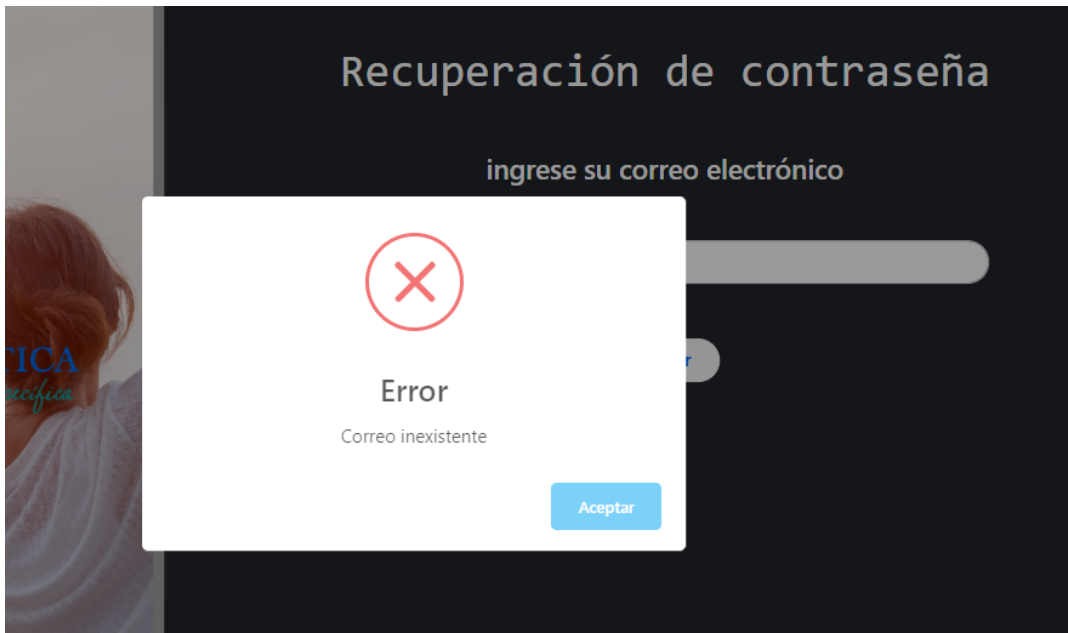 Recuperación de contraseña
ingrese su correo electrónico
Error
Correo inexistente
Aceptar